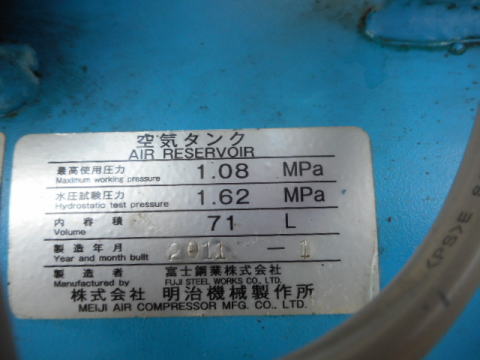 空気タンク
AIR RESERVOIR
最高使用圧力 1.08 MPa
Maximum working pressure
水圧試験圧力 1.62 MPa
Hydrostatic test pressure
内容積 71 L
Volume
製造年月 2011 - 1
Year and month built
製造者 富士鋼業株式会社
Manufactured by FUJI STEEL WORKS CO., LTD.
株式会社 明治機械製作所
MEIJI AIR COMPRESSOR MFG. CO., LTD.
<PS>E